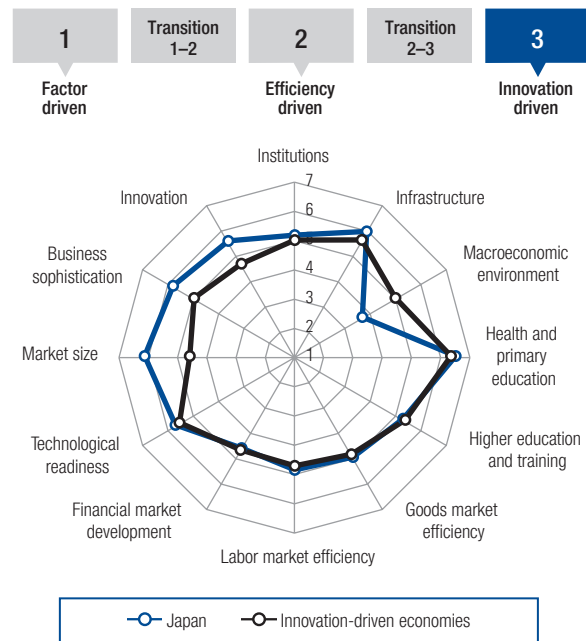 1
Transition
1–2
2
Transition
2–3
3
Factor
driven
Efficiency
driven
Innovation
driven
Institutions
7
6
5
4
3
2
1
Infrastructure
Macroeconomic
environment
Health and
primary
education
Higher education
and training
Goods market
efficiency
Labor market efficiency
Financial market
development
Technological
readiness
Market size
Business
sophistication
Innovation
Japan
Innovation-driven economies